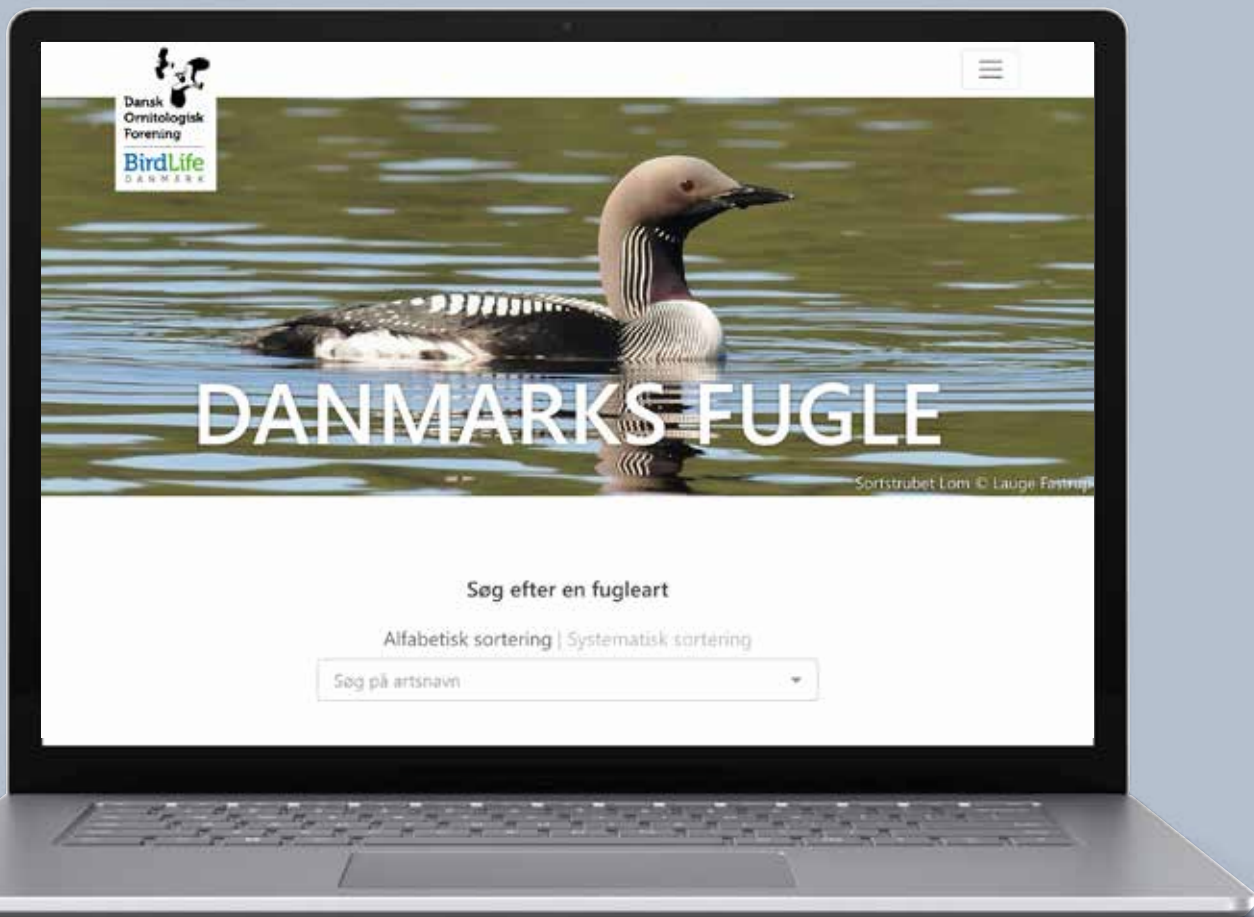 Dansk
Ornitologisk
Forening
BirdLife
DANMARK
DANMARKS FUGLE
Sortstrubet Lom © Lauge Fastrup
Søg efter en fugleart
Alfabetisk sortering | Systematisk sortering
Søg på artsnavn